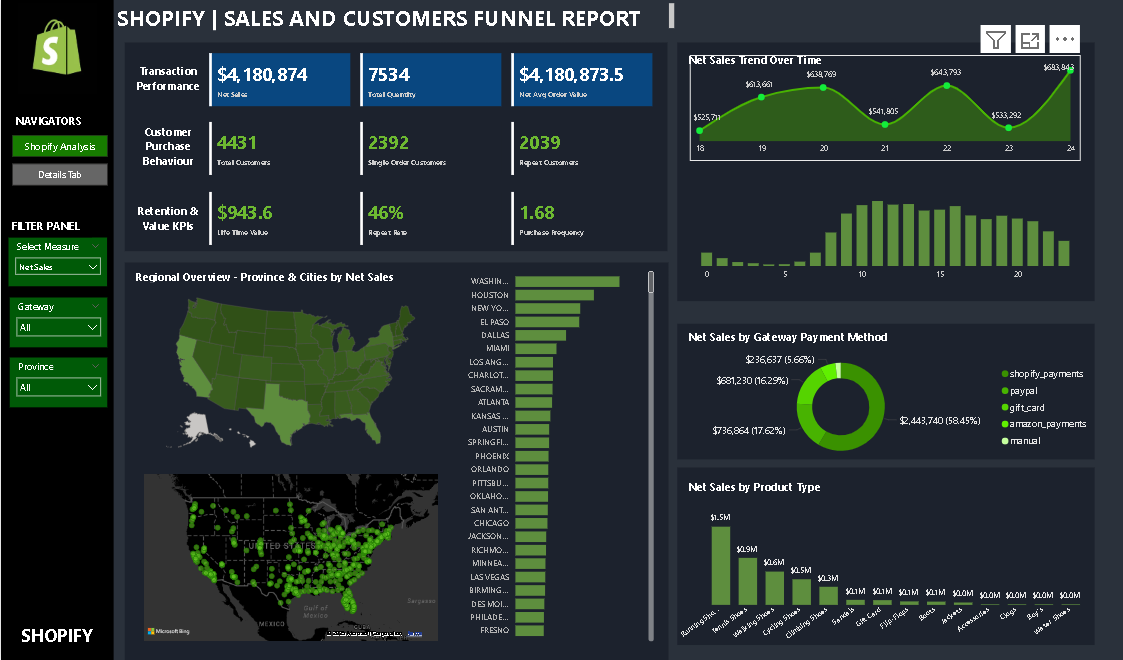 SHOPIFY | SALES AND CUSTOMERS FUNNEL REPORT
NAVIGATORS
Shopify Analysis
Details Tab
FILTER PANEL
Select Measure
Net Sales
Gateway
All
Province
All
SHOPIFY
Transaction
Performance
$4,180,874
Net Sales
7534
Total Quantity
$4,180,873.5
Net Avg Order Value
Customer
Purchase
Behaviour
4431
Total Customers
2392
Single Order Customers
2039
Repeat Customers
Retention &
Value KPIs
$943.6
Life Time Value
46%
Repeat Rate
1.68
Purchase Frequency
Regional Overview - Province & Cities by Net Sales
WASHIN...
HOUSTON
NEW YO...
EL PASO
DALLAS
MIAMI
LOS ANG...
CHARLOT...
SACRAM...
ATLANTA
KANSAS ...
AUSTIN
SPRINGFI...
PHOENIX
ORLANDO
PITTSBU...
OKLAHO...
SAN ANT...
CHICAGO
JACKSON...
RICHMO...
MINNEA...
LAS VEGAS
BIRMING...
DES MOI...
PHILADE...
FRESNO
UNITED STATES
MEXICO
Gulf of
Mexico
CUBA
Sargasso
Microsoft Bing
Net Sales Trend Over Time
$525,711
$613,661
$638,769
$541,805
$643,793
$533,292
$683,843
18 19 20 21 22 23 24
0 5 10 15 20
Net Sales by Gateway Payment Method
$236,637 (5.66%)
$681,230 (16.29%)
$736,864 (17.62%)
$2,443,740 (58.45%)
shopify_payments
paypal
gift_card
amazon_payments
manual
Net Sales by Product Type
$1.5M
$0.9M
$0.6M
$0.5M
$0.3M
$0.1M
$0.1M
$0.1M
$0.1M
$0.0M
$0.0M
$0.0M
$0.0M
$0.0M
Running Sho...
Tennis Shoes
Walking Shoes
Cycling Shoes
Climbing Shoes
Sandals
Gift Card
Flip-Flops
Boots
Jackets
Accessories
Clogs
Water Shoes